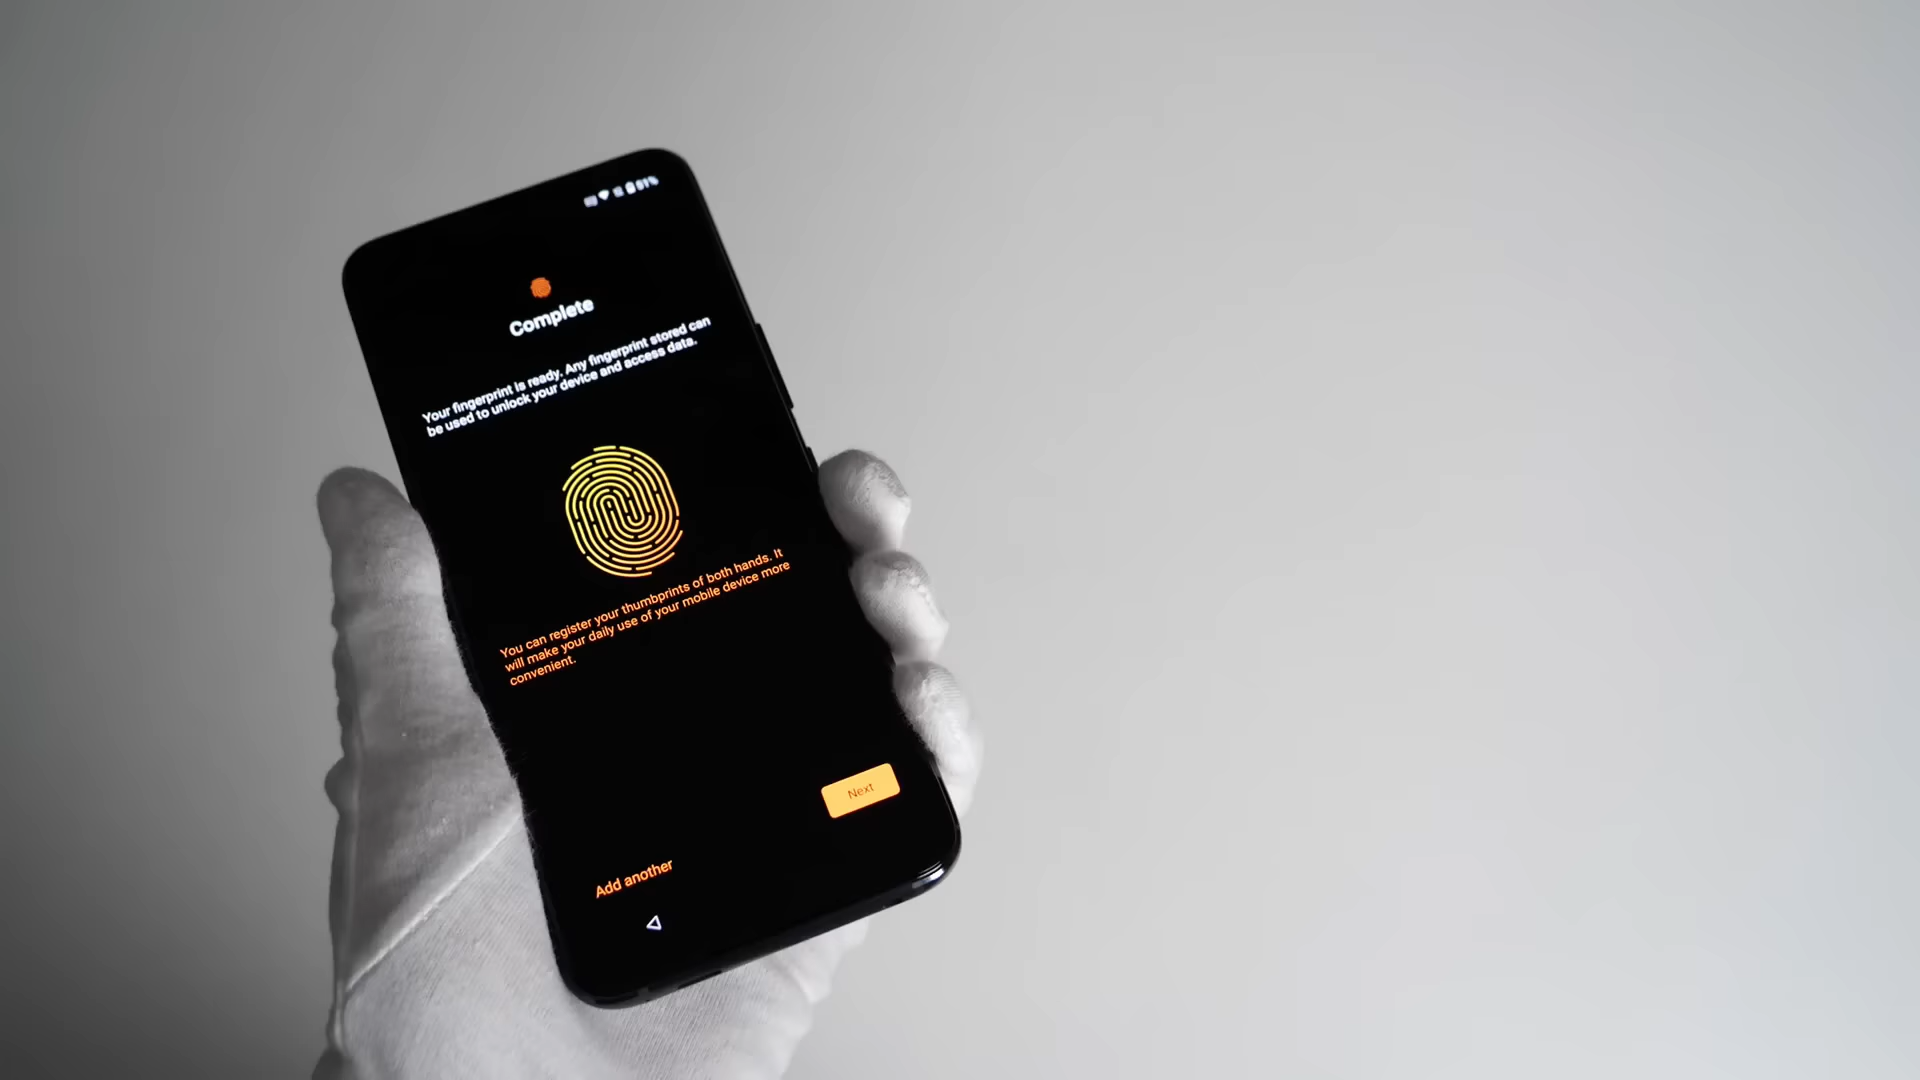 Complete
Your fingerprint is ready. Any fingerprint stored can
be used to unlock your device and access data.
You can register your thumbprints of both hands. It
will make your daily use of your mobile device more
convenient.
Next
Add another